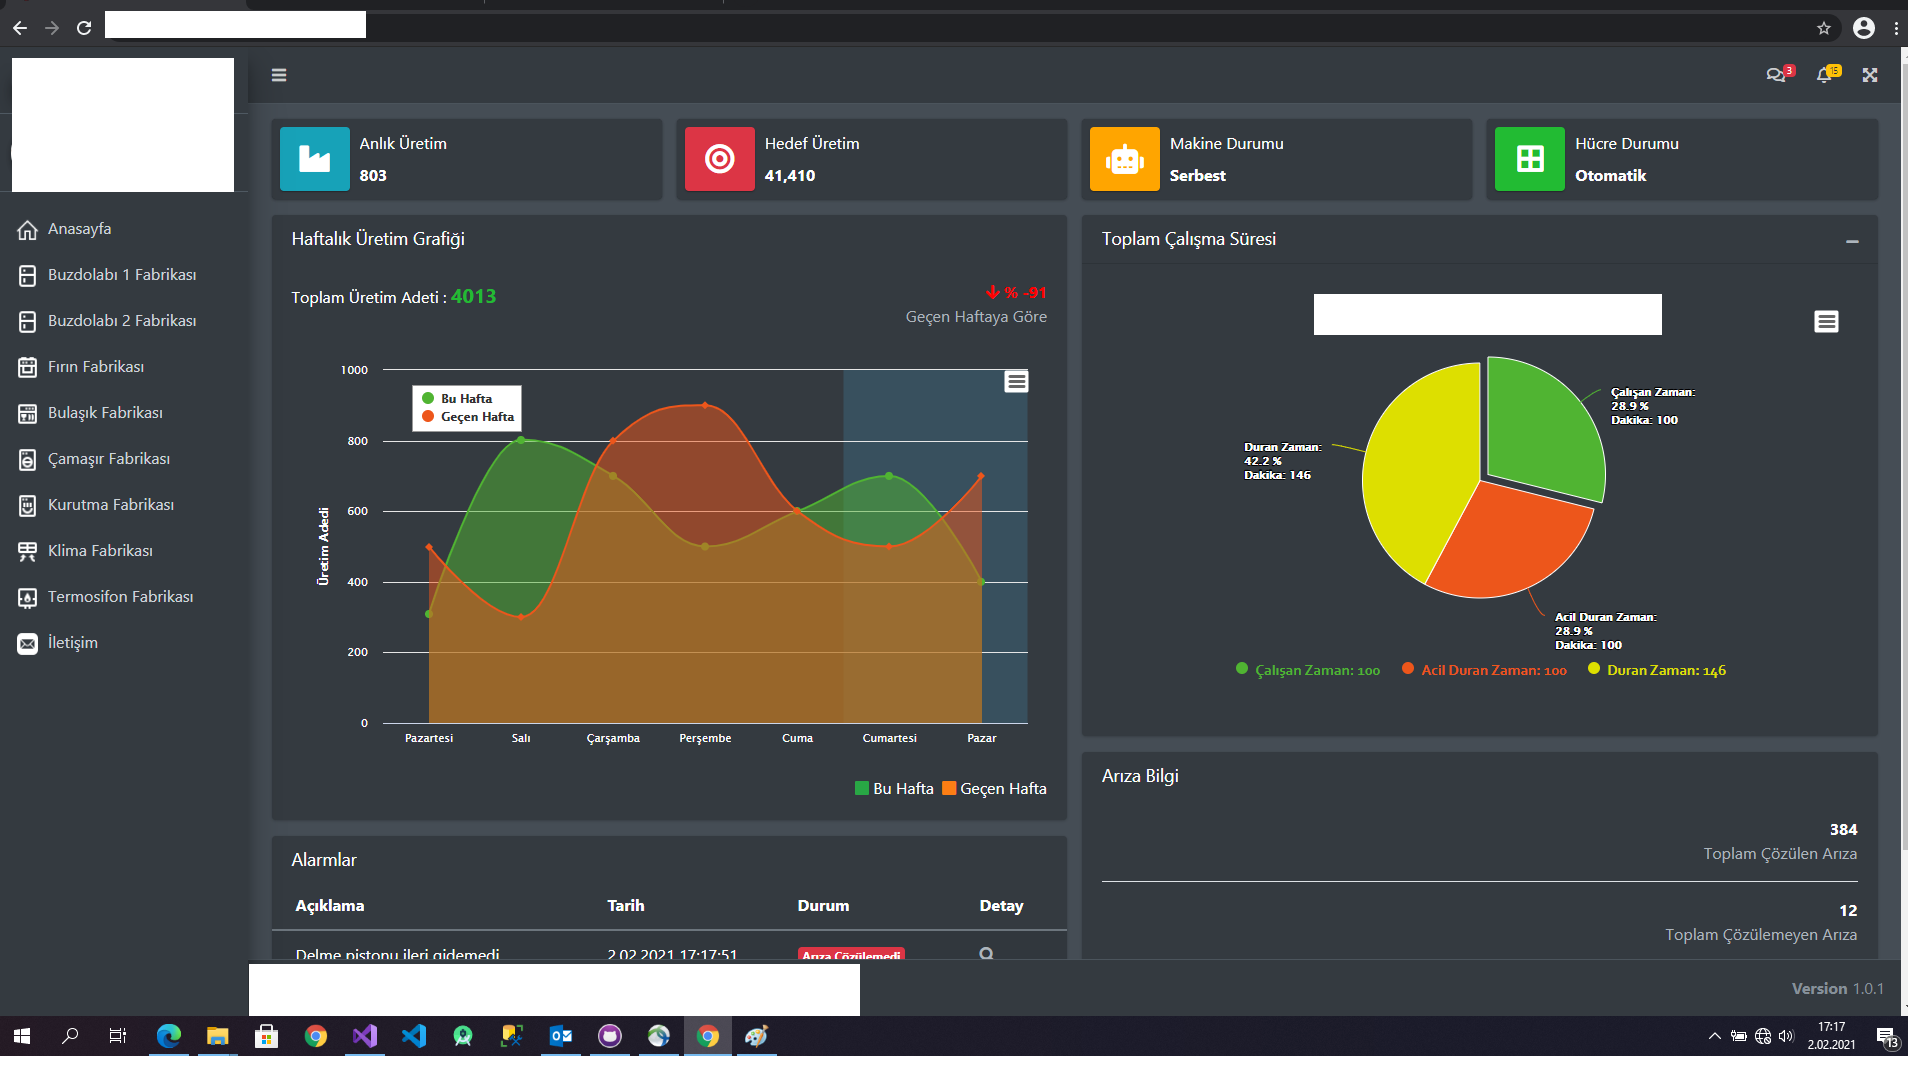 3
15
Anlık Üretim
803
Hedef Üretim
41,410
Makine Durumu
Serbest
Hücre Durumu
Otomatik
Anasayfa
Buzdolabı 1 Fabrikası
Buzdolabı 2 Fabrikası
Fırın Fabrikası
Bulaşık Fabrikası
Çamaşır Fabrikası
Kurutma Fabrikası
Klima Fabrikası
Termosifon Fabrikası
İletişim
Haftalık Üretim Grafiği
Toplam Üretim Adeti : 4013
% -91
Geçen Haftaya Göre
1000
800
600
400
200
0
Üretim Adedi
Bu Hafta
Geçen Hafta
Pazartesi
Salı
Çarşamba
Perşembe
Cuma
Cumartesi
Pazar
Bu Hafta
Geçen Hafta
Toplam Çalışma Süresi
Çalışan Zaman:
28.9 %
Dakika: 100
Duran Zaman:
42.2 %
Dakika: 146
Acil Duran Zaman:
28.9 %
Dakika: 100
Çalışan Zaman: 100
Acil Duran Zaman: 100
Duran Zaman: 146
Alarmlar
Açıklama
Tarih
Durum
Detay
Delme pistonu ileri gidemedi
2.02.2021 17:17:51
Arıza Çözülemedi
Arıza Bilgi
384
Toplam Çözülen Arıza
12
Toplam Çözülemeyen Arıza
Version 1.0.1
17:17
2.02.2021
13